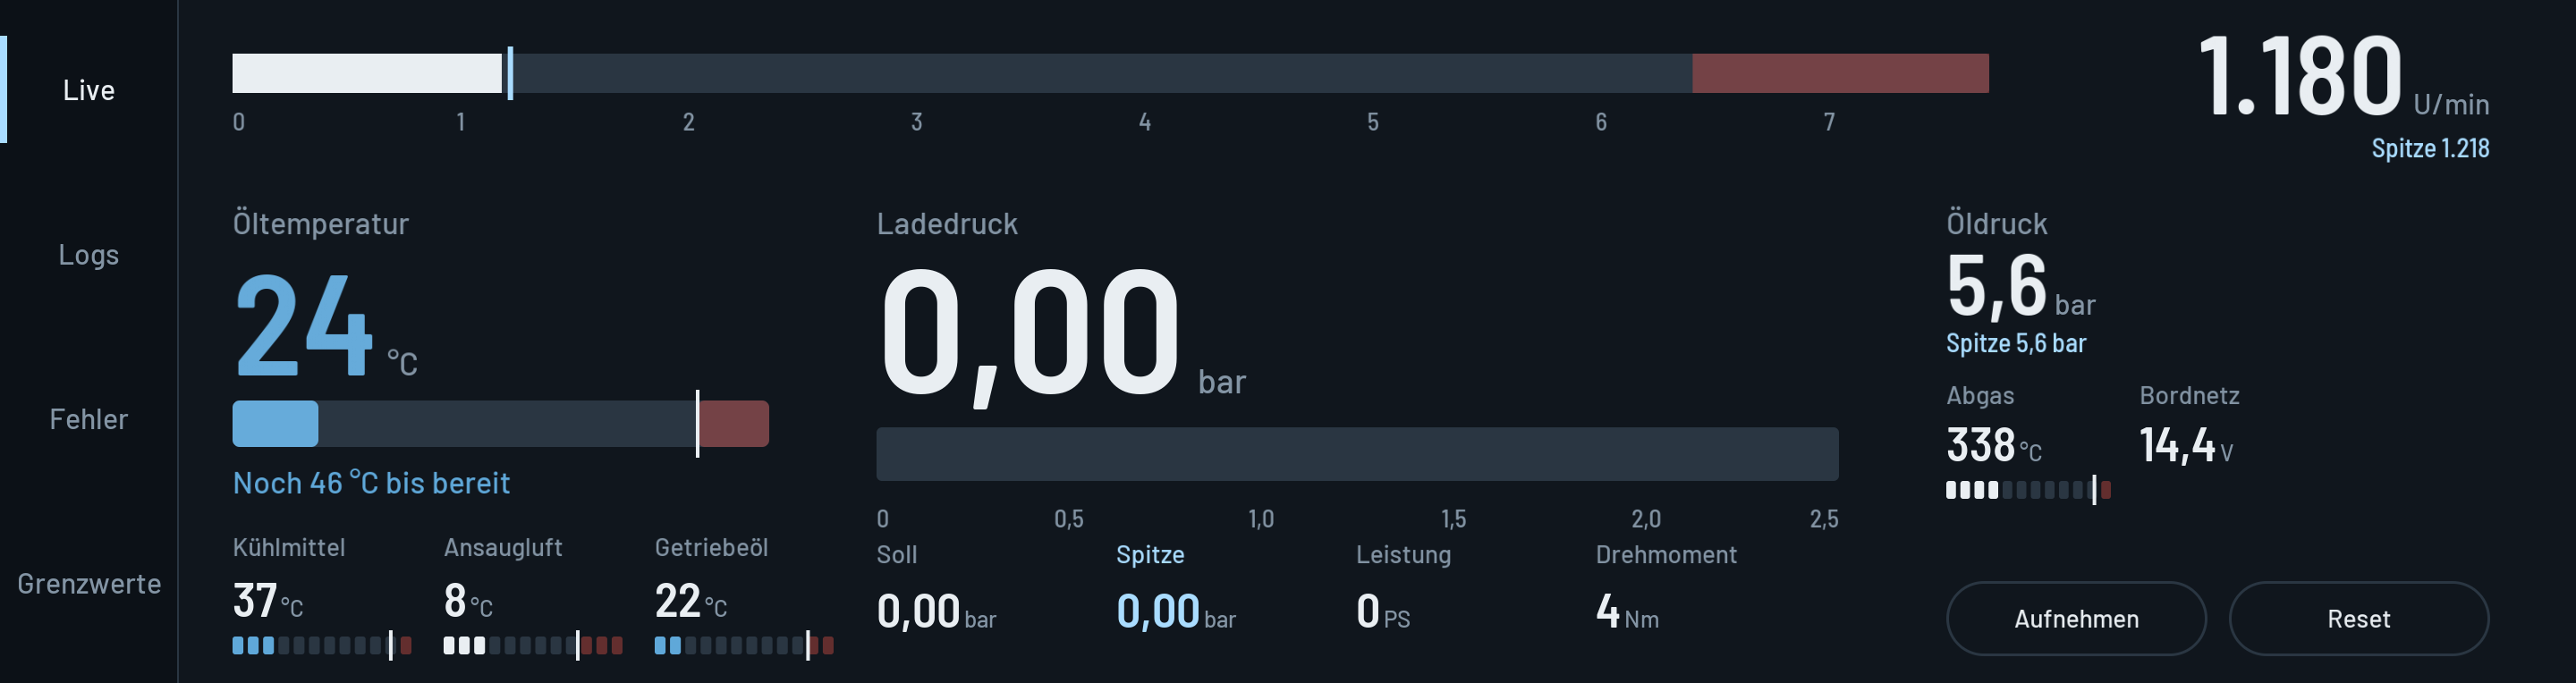 Live
Logs
Fehler
Grenzwerte
0 1 2 3 4 5 6 7
1.180 U/min
Spitze 1.218
Öltemperatur
24 °C
Noch 46 °C bis bereit
Kühlmittel
37 °C
Ansaugluft
8 °C
Getriebeöl
22 °C
Ladedruck
0,00 bar
0 0,5 1,0 1,5 2,0 2,5
Soll
0,00 bar
Spitze
0,00 bar
Leistung
0 PS
Drehmoment
4 Nm
Öldruck
5,6 bar
Spitze 5,6 bar
Abgas
338 °C
Bordnetz
14,4 V
Aufnehmen
Reset